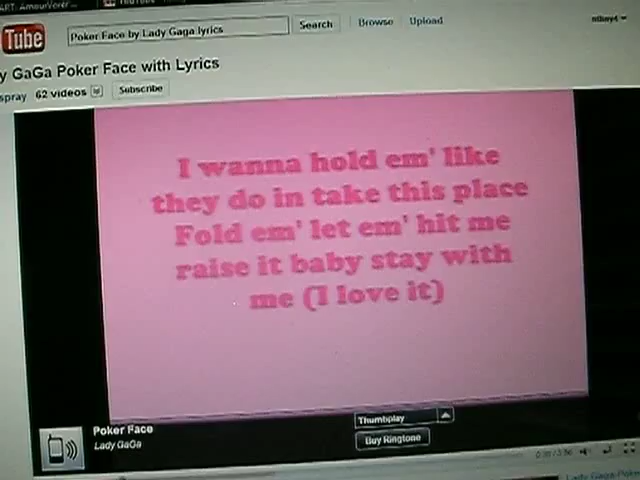 Tube
Poker Face by Lady Gaga lyrics
Search
Browse
Upload
y GaGa Poker Face with Lyrics
spray
62 videos
Subscribe
I wanna hold em' like
they do in take this place
Fold em' let em' hit me
raise it baby stay with
me (I love it)
Poker Face
Lady GaGa
Thumbplay
Buy Ringtone